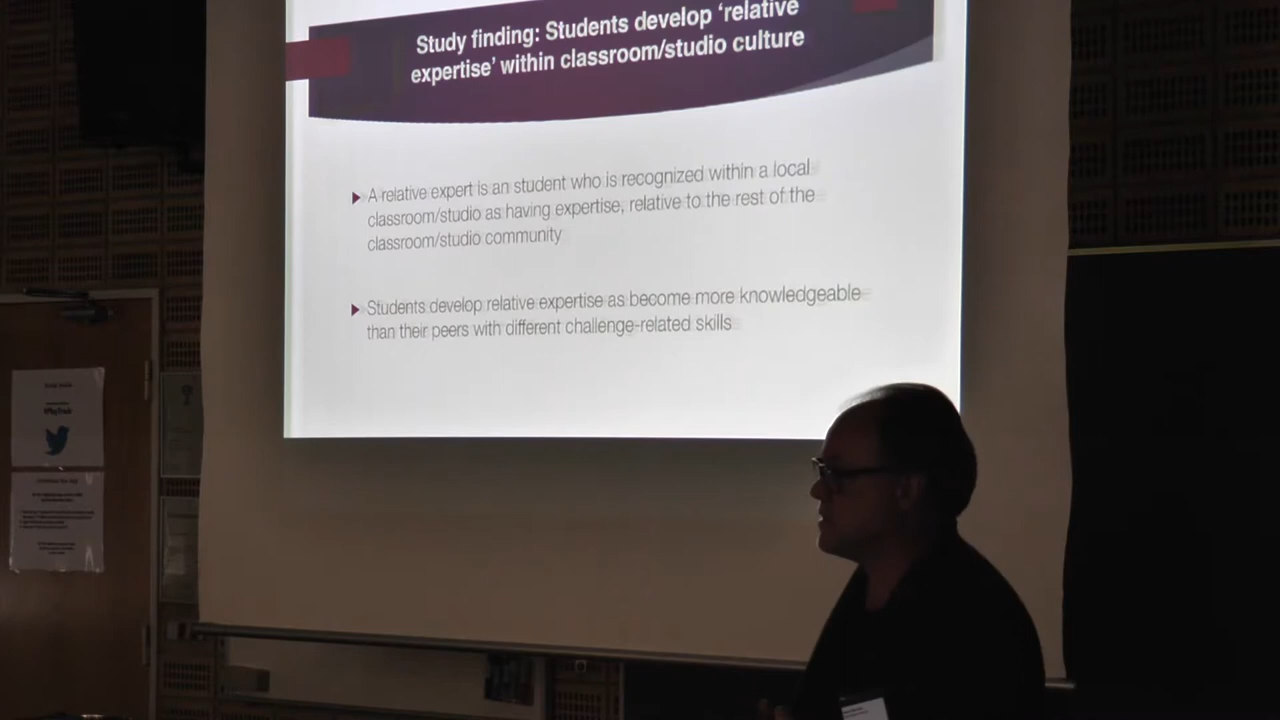 Study finding: Students develop ‘relative
expertise’ within classroom/studio culture
A relative expert is an student who is recognized within a local
classroom/studio as having expertise, relative to the rest of the
classroom/studio community
Students develop relative expertise as become more knowledgeable
than their peers with different challenge-related skills